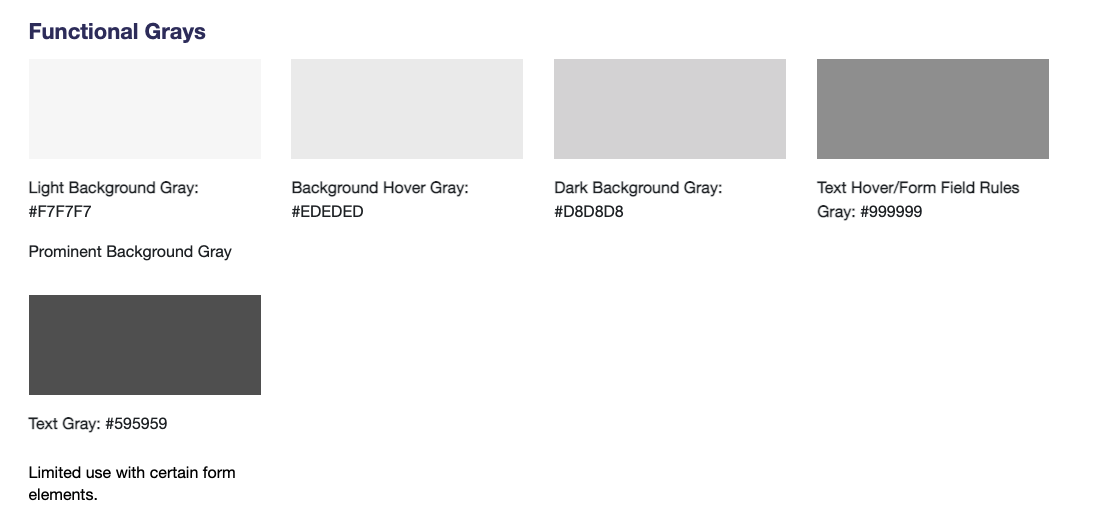 Functional Grays
Light Background Gray:
#F7F7F7
Prominent Background Gray
Background Hover Gray:
#EDEDED
Dark Background Gray:
#D8D8D8
Text Hover/Form Field Rules
Gray: #999999
Text Gray: #595959
Limited use with certain form
elements.